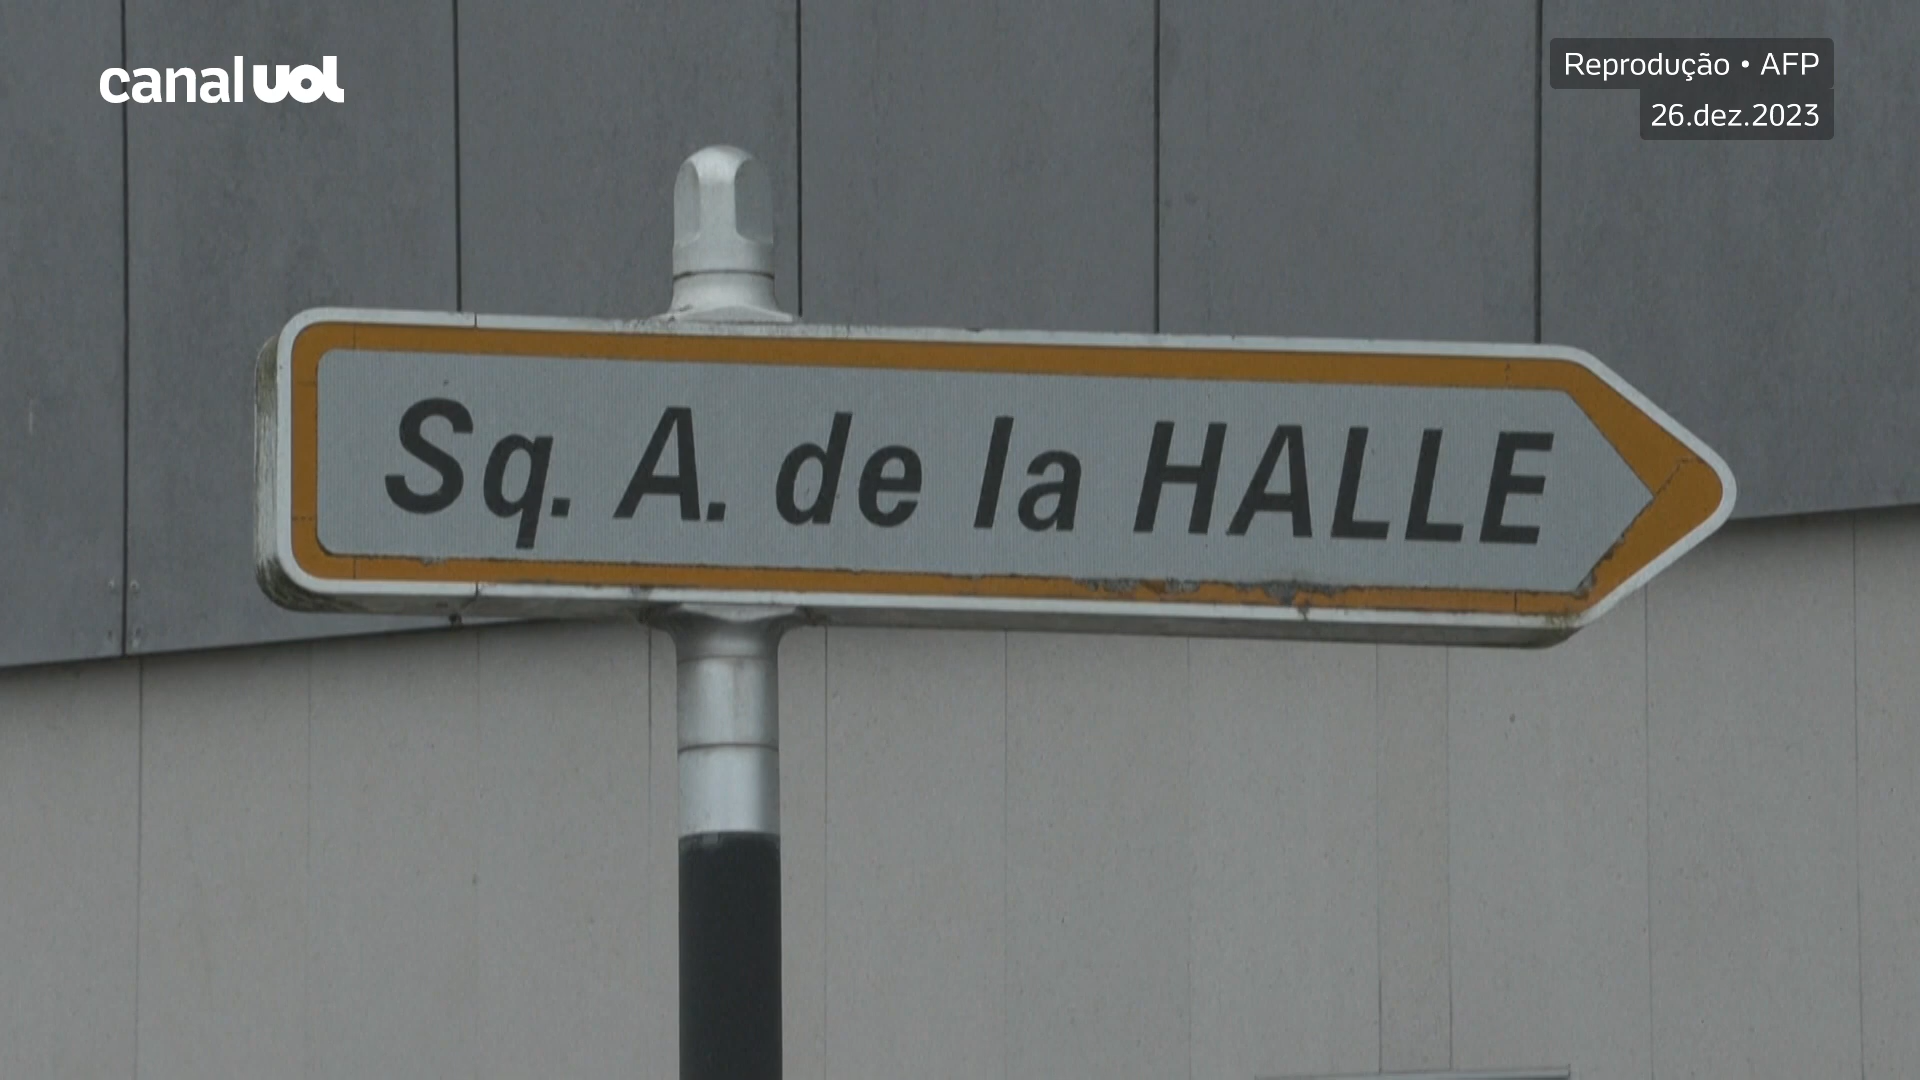 canal uol
Reprodução • AFP
26.dez.2023
Sq. A. de la HALLE